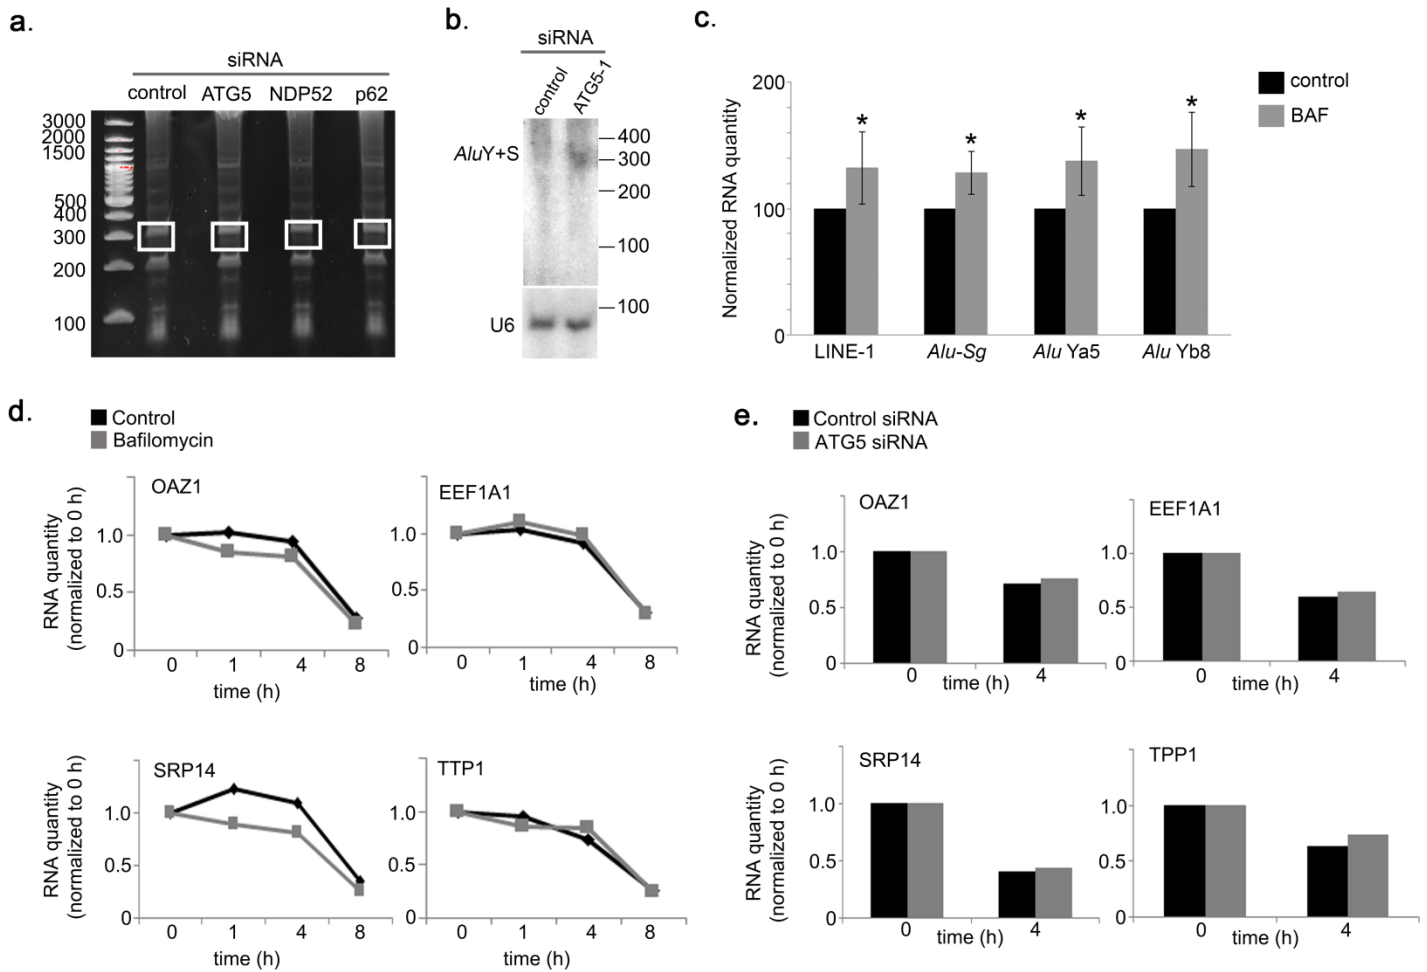 a.
siRNA
control ATG5 NDP52 p62
3000
2000
1500
500
400
300
200
100
b.
siRNA
control
ATG5-1
AluY+S
400
300
200
100
100
U6
c.
Normalized RNA quantity
200
100
0
LINE-1 Alu-Sg Alu Ya5 Alu Yb8
* * * *
control
BAF
d.
Control
Bafilomycin
OAZ1
RNA quantity
(normalized to 0 h)
1.0
0.5
0
0 1 4 8
time (h)
EEF1A1
1.0
0.5
0
0 1 4 8
time (h)
SRP14
RNA quantity
(normalized to 0 h)
1.0
0.5
0
0 1 4 8
time (h)
TTP1
1.0
0.5
0
0 1 4 8
time (h)
e.
Control siRNA
ATG5 siRNA
OAZ1
RNA quantity
(normalized to 0 h)
1.0
0.5
0
0 4
time (h)
EEF1A1
1.0
0.5
0
0 4
time (h)
SRP14
RNA quantity
(normalized to 0 h)
1.0
0.5
0
0 4
time (h)
TPP1
1.0
0.5
0
0 4
time (h)